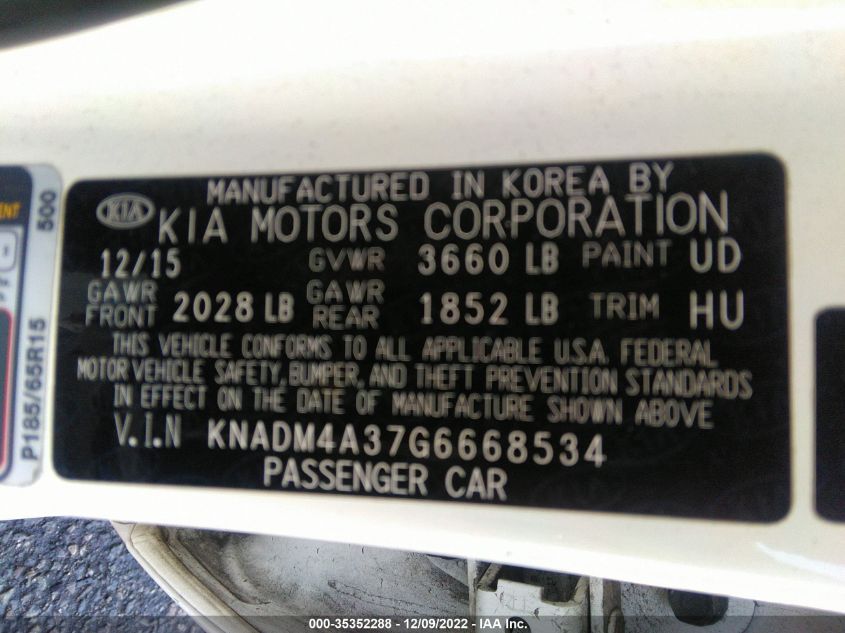 MANUFACTURED IN KOREA BY
KIA KIA MOTORS CORPORATION
12/15 GVWR 3660 LB PAINT UD
GAWR FRONT 2028 LB GAWR REAR 1852 LB TRIM HU
THIS VEHICLE CONFORMS TO ALL APPLICABLE U.S.A. FEDERAL
MOTOR VEHICLE SAFETY, BUMPER, AND THEFT PREVENTION STANDARDS
IN EFFECT ON THE DATE OF MANUFACTURE SHOWN ABOVE
V.I.N KNADM4A37G6668534
PASSENGER CAR
P185/65R15 500
000-35352288 - 12/09/2022 - IAA Inc.